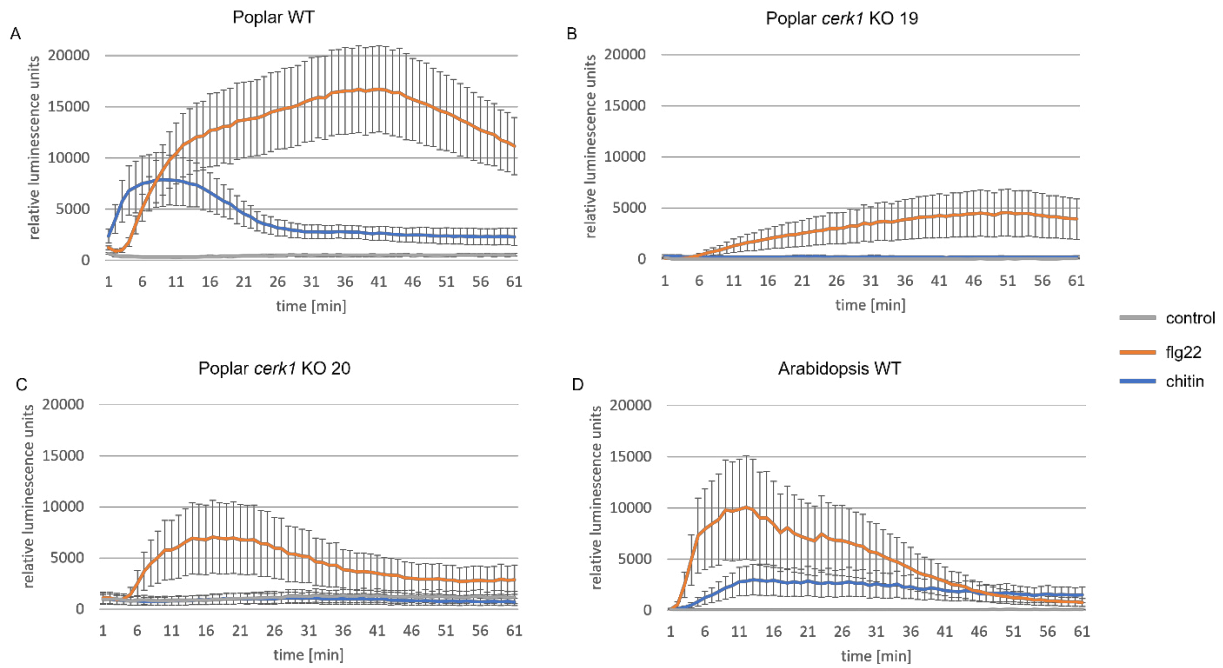 Poplar WT
A
20000
15000
10000
5000
0
relative luminescence units
1 6 11 16 21 26 31 36 41 46 51 56 61
time [min]
Poplar cerk1 KO 19
B
20000
15000
10000
5000
0
relative luminescence units
1 6 11 16 21 26 31 36 41 46 51 56 61
time [min]
control
flg22
chitin
Poplar cerk1 KO 20
C
20000
15000
10000
5000
0
relative luminescence units
1 6 11 16 21 26 31 36 41 46 51 56 61
time [min]
Arabidopsis WT
D
20000
15000
10000
5000
0
relative luminescence units
1 6 11 16 21 26 31 36 41 46 51 56 61
time [min]